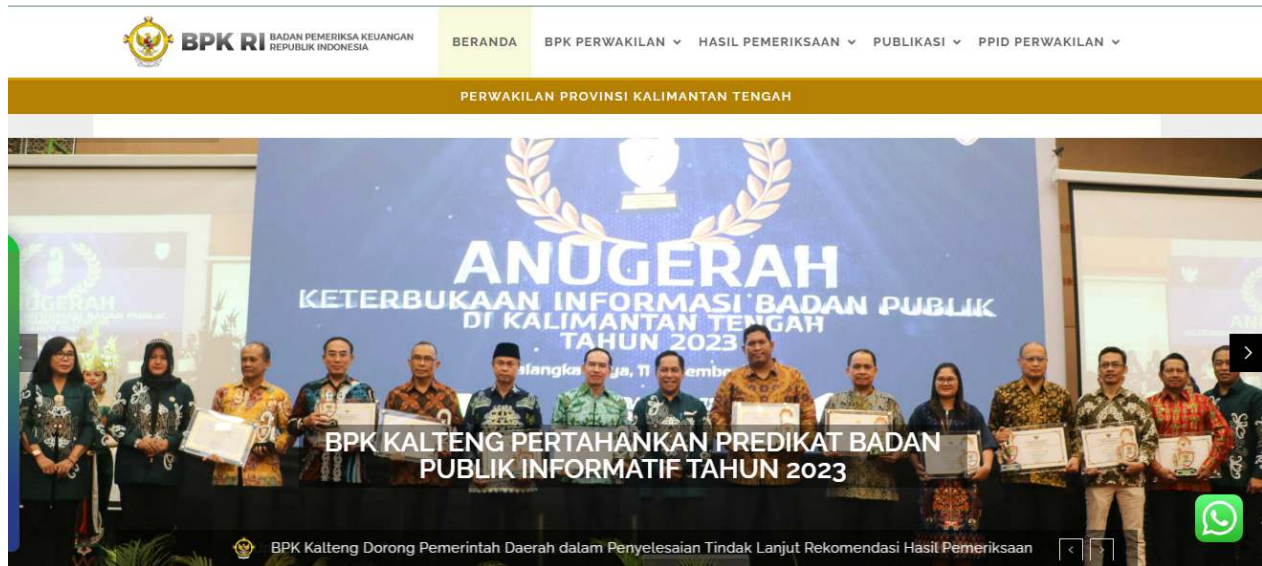 BPK RI BADAN PEMERIKSA KEUANGAN
REPUBLIK INDONESIA
BERANDA BPK PERWAKILAN HASIL PEMERIKSAAN PUBLIKASI PPID PERWAKILAN
PERWAKILAN PROVINSI KALIMANTAN TENGAH
ANUGERAH
KETERBUKAAN INFORMASI BADAN PUBLIK
DI KALIMANTAN TENGAH
TAHUN 2023
BPK KALTENG PERTAHANKAN PREDIKAT BADAN
PUBLIK INFORMATIF TAHUN 2023
BPK Kalteng Dorong Pemerintah Daerah dalam Penyelesaian Tindak Lanjut Rekomendasi Hasil Pemeriksaan